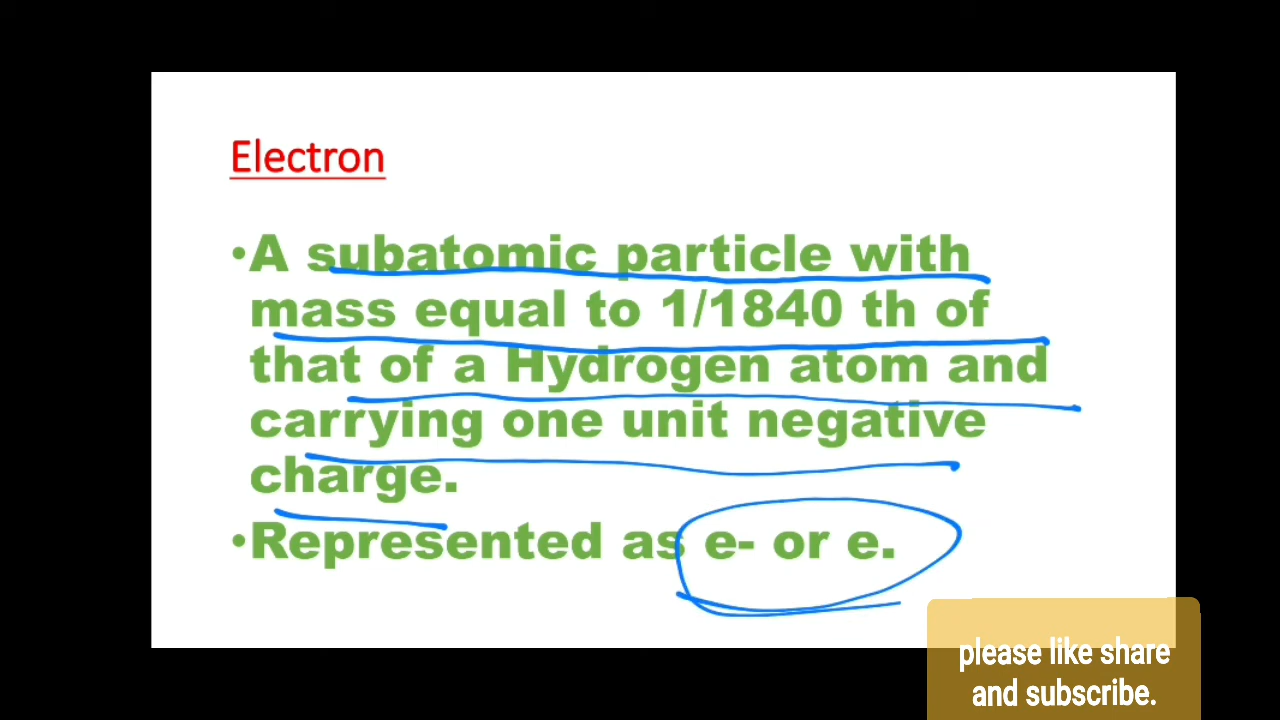 Electron
•A subatomic particle with
mass equal to 1/1840 th of
that of a Hydrogen atom and
carrying one unit negative
charge.
•Represented as e- or e.
please like share
and subscribe.